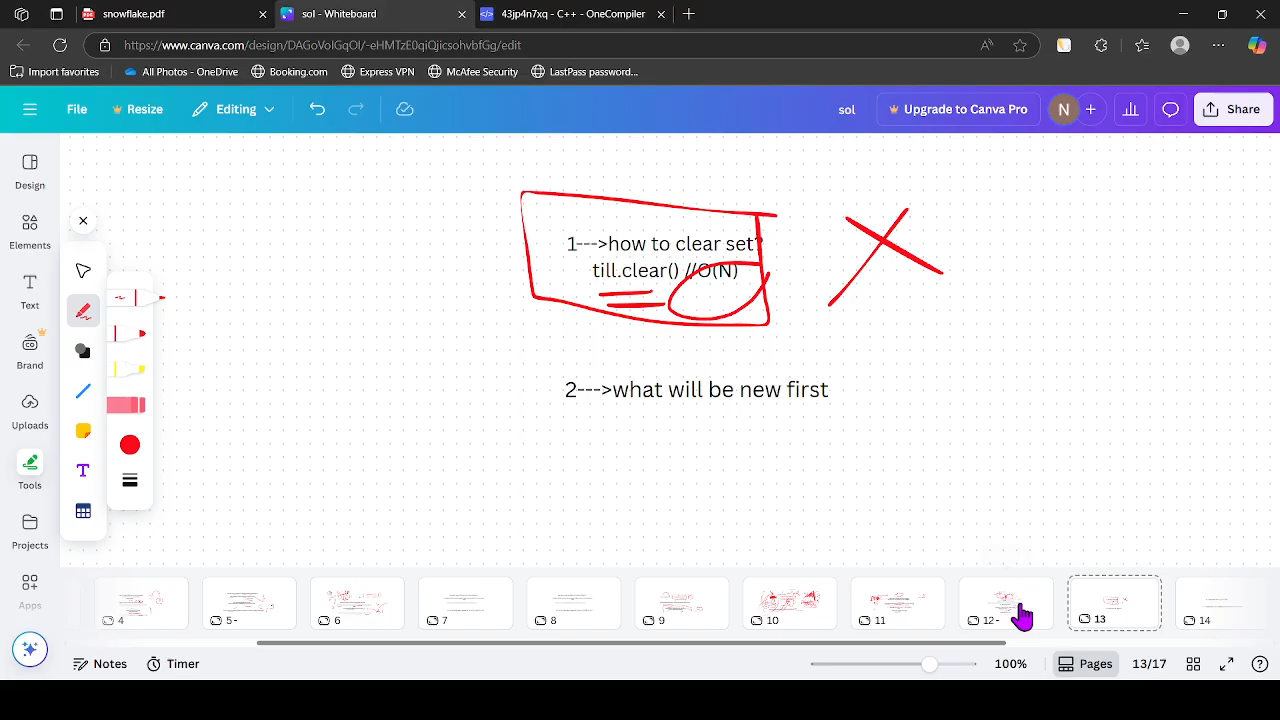 snowflake.pdf
sol - Whiteboard
43jp4n7xq - C++ - OneCompiler
https://www.canva.com/design/DAGoVolGqOI/-eHMTzE0qiQjicsohvbfGg/edit
Import favorites
All Photos - OneDrive
Booking.com
Express VPN
McAfee Security
LastPass password...
File
Resize
Editing
sol
N
Upgrade to Canva Pro
Share
Design
Elements
Text
Brand
Uploads
Tools
Projects
Apps
1--->how to clear set?
till.clear() //O(N)
2--->what will be new first
4
5 -
6
7
8
9
10
11
12 -
13
14
Notes
Timer
100%
Pages
13/17